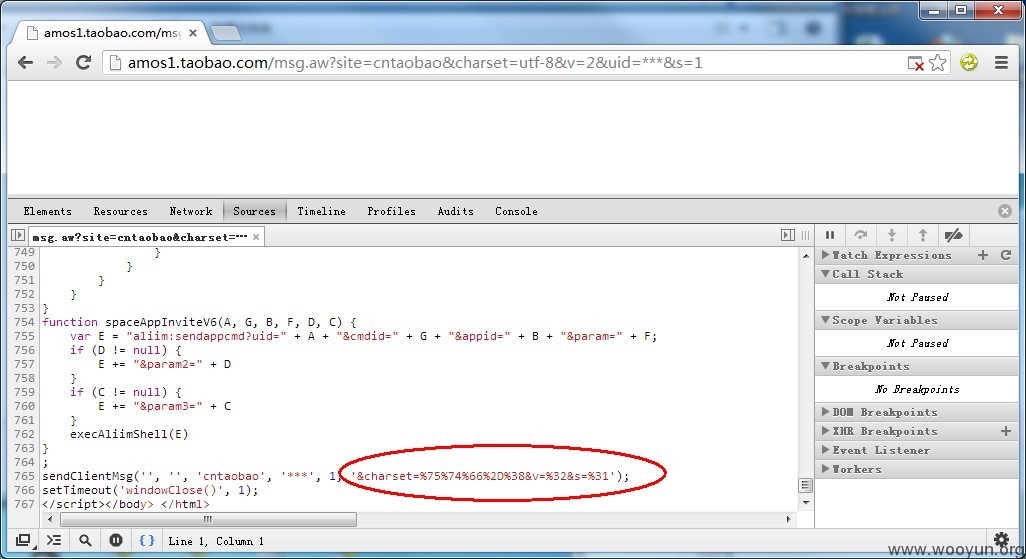 amos1.taobao.com/msg
amos1.taobao.com/msg.aw?site=cntaobao&charset=utf-8&v=2&uid=***&s=1
Elements Resources Network Sources Timeline Profiles Audits Console
msg.aw?site=cntaobao&charset=…
749 }
750 }
751 }
752 }
753 }
754 function spaceAppInviteV6(A, G, B, F, D, C) {
755 var E = "aliim:sendappcmd?uid=" + A + "&cmdid=" + G + "&appid=" + B + "&param=" + F;
756 if (D != null) {
757 E += "&param2=" + D
758 }
759 if (C != null) {
760 E += "&param3=" + C
761 }
762 execAliimShell(E)
763 }
764 ;
765 sendClientMsg('', '', 'cntaobao', '***', 1, '&charset=%75%74%66%2D%38&v=%32&s=%31');
766 setTimeout('windowClose()', 1);
767 </script></body> </html>
Watch Expressions
Call Stack
Not Paused
Scope Variables
Not Paused
Breakpoints
No Breakpoints
DOM Breakpoints
XHR Breakpoints
Event Listener
Workers
{ } Line 1, Column 1
www.wooyun.org